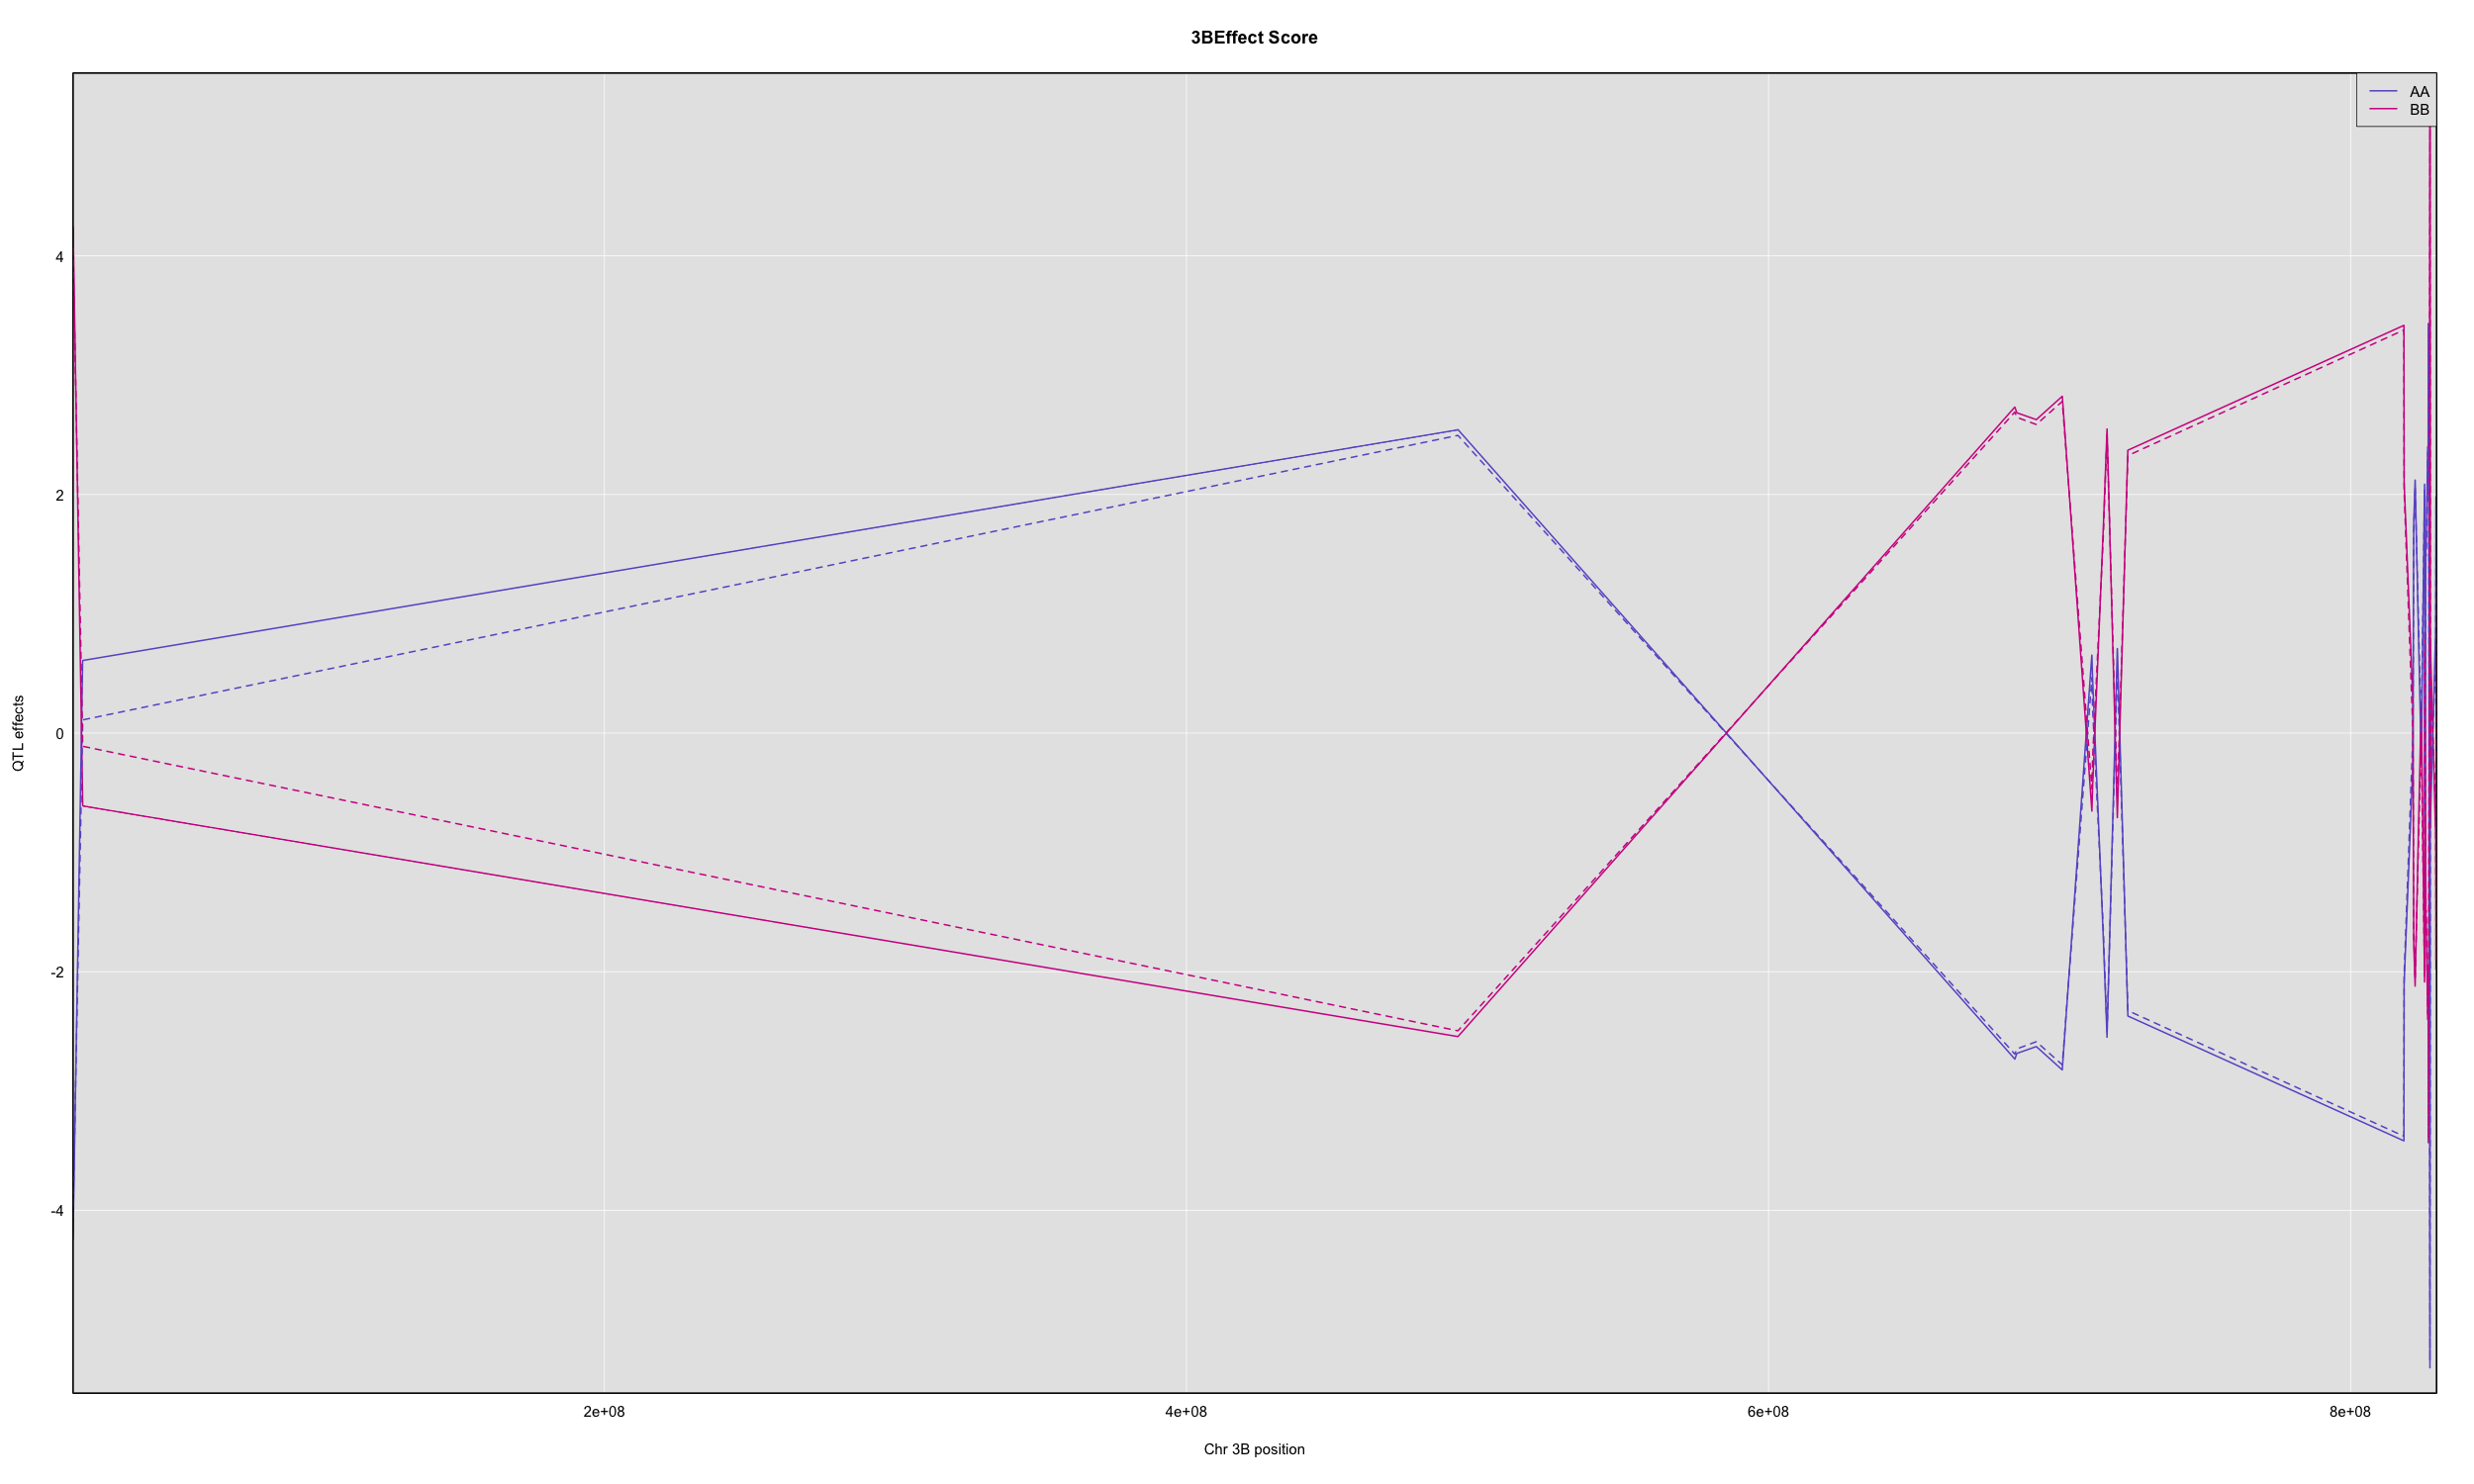 3BEffect Score
AA
BB
4
2
0
-2
-4
QTL effects
2e+08
4e+08
6e+08
8e+08
Chr 3B position